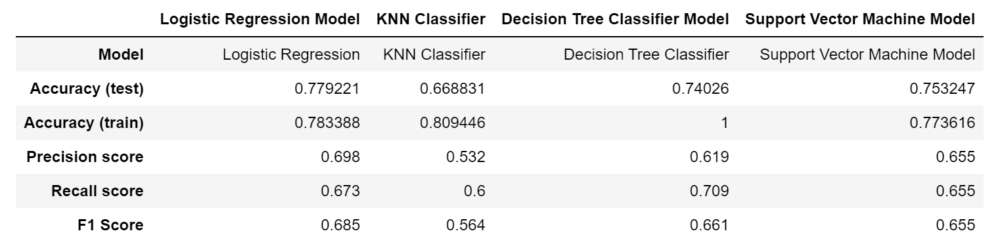 Logistic Regression Model KNN Classifier Decision Tree Classifier Model Support Vector Machine Model
Model Logistic Regression KNN Classifier Decision Tree Classifier Support Vector Machine Model
Accuracy (test) 0.779221 0.668831 0.74026 0.753247
Accuracy (train) 0.783388 0.809446 1 0.773616
Precision score 0.698 0.532 0.619 0.655
Recall score 0.673 0.6 0.709 0.655
F1 Score 0.685 0.564 0.661 0.655